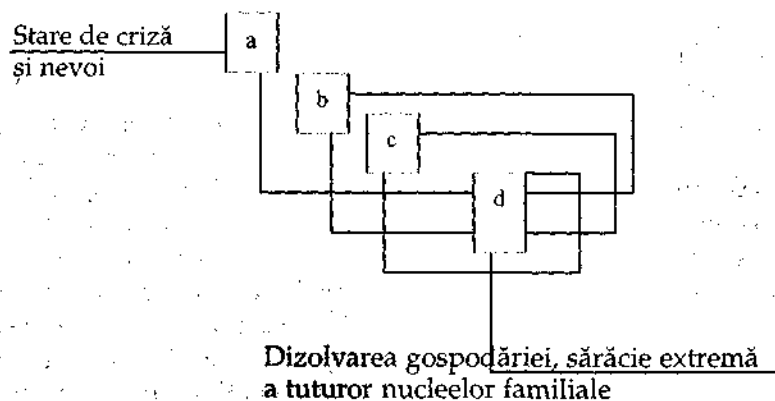 Stare de criză
și nevoi
a
b
c
d
Dizolvarea gospodăriei, sărăcie extremă
a tuturor nucleelor familiale